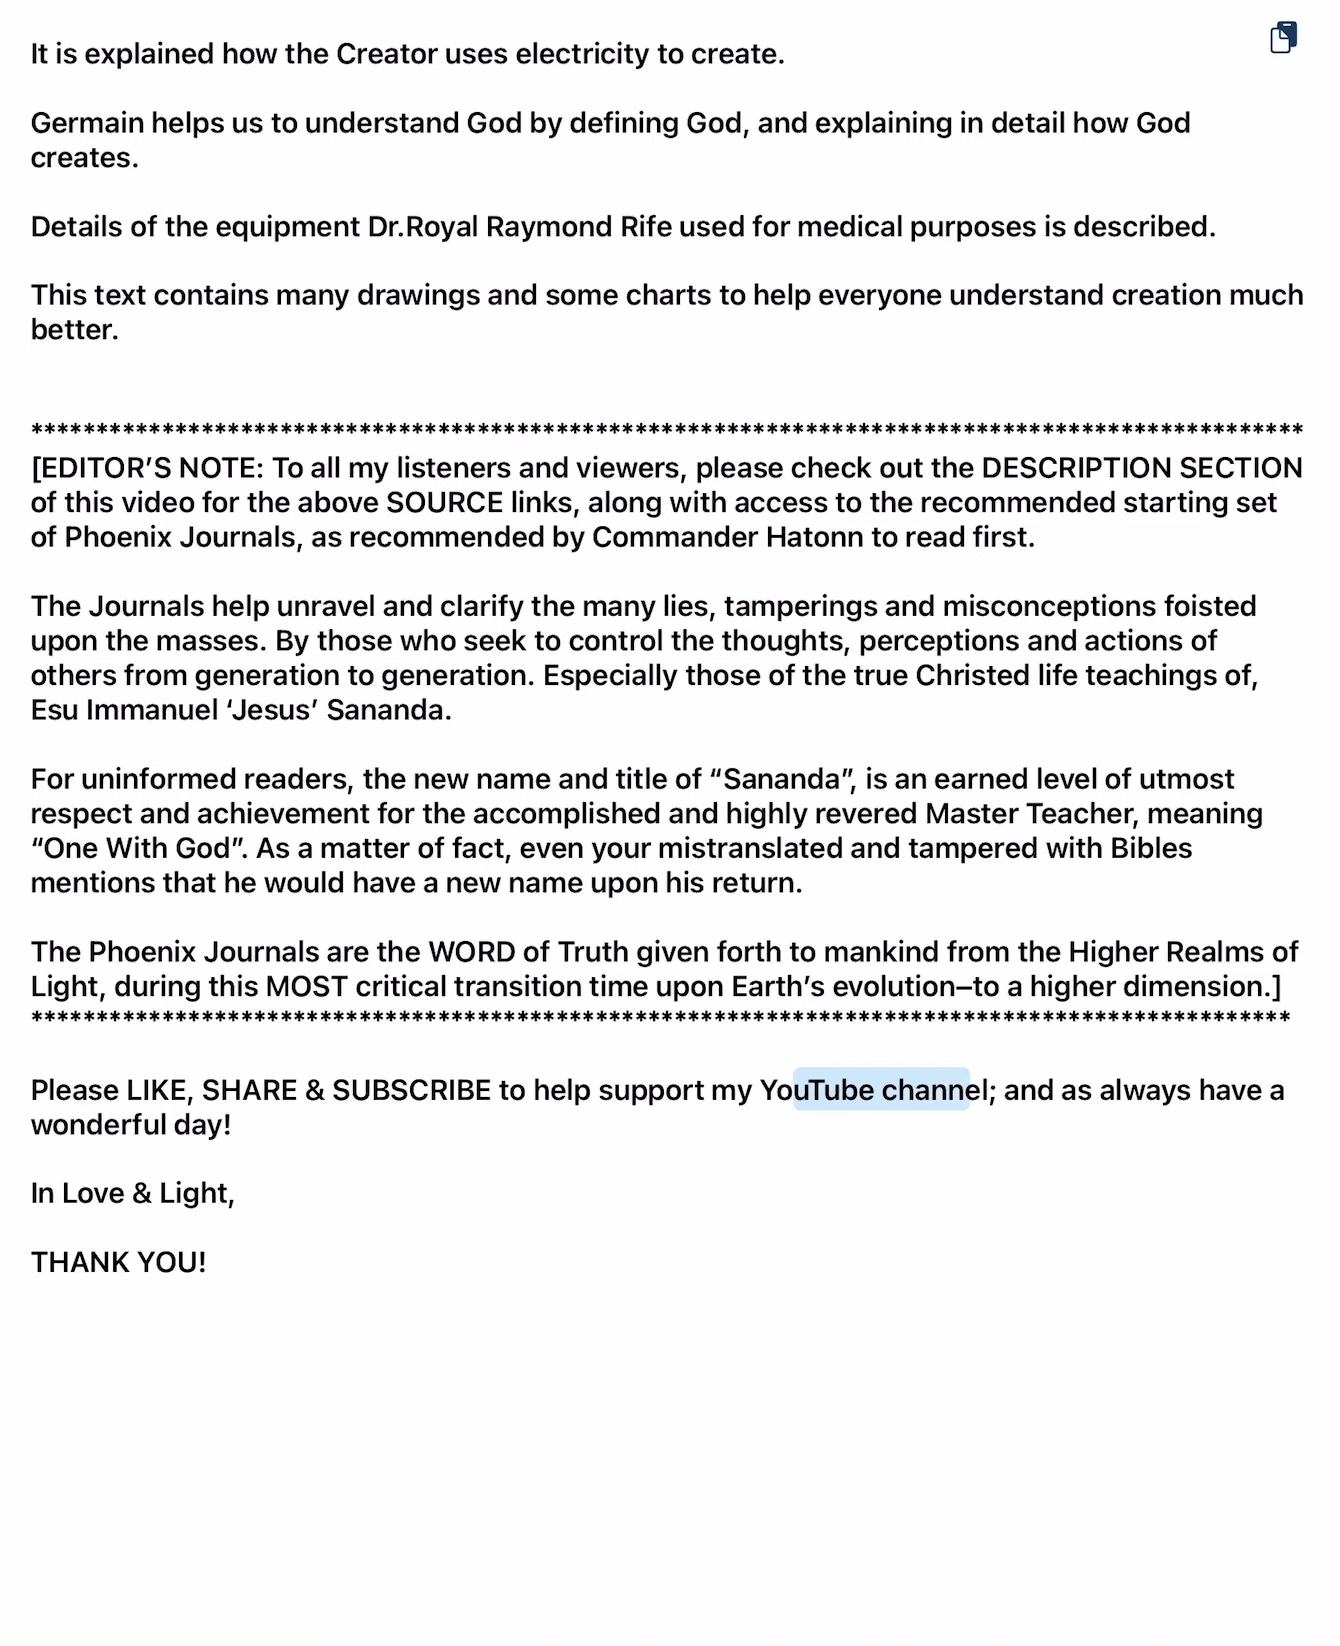 It is explained how the Creator uses electricity to create.
Germain helps us to understand God by defining God, and explaining in detail how God
creates.
Details of the equipment Dr.Royal Raymond Rife used for medical purposes is described.
This text contains many drawings and some charts to help everyone understand creation much
better.
****************************************************************************************************
[EDITOR’S NOTE: To all my listeners and viewers, please check out the DESCRIPTION SECTION
of this video for the above SOURCE links, along with access to the recommended starting set
of Phoenix Journals, as recommended by Commander Hatonn to read first.
The Journals help unravel and clarify the many lies, tamperings and misconceptions foisted
upon the masses. By those who seek to control the thoughts, perceptions and actions of
others from generation to generation. Especially those of the true Christed life teachings of,
Esu Immanuel ‘Jesus’ Sananda.
For uninformed readers, the new name and title of “Sananda”, is an earned level of utmost
respect and achievement for the accomplished and highly revered Master Teacher, meaning
“One With God”. As a matter of fact, even your mistranslated and tampered with Bibles
mentions that he would have a new name upon his return.
The Phoenix Journals are the WORD of Truth given forth to mankind from the Higher Realms of
Light, during this MOST critical transition time upon Earth’s evolution—to a higher dimension.]
***************************************************************************************************
Please LIKE, SHARE & SUBSCRIBE to help support my YouTube channel; and as always have a
wonderful day!
In Love & Light,
THANK YOU!